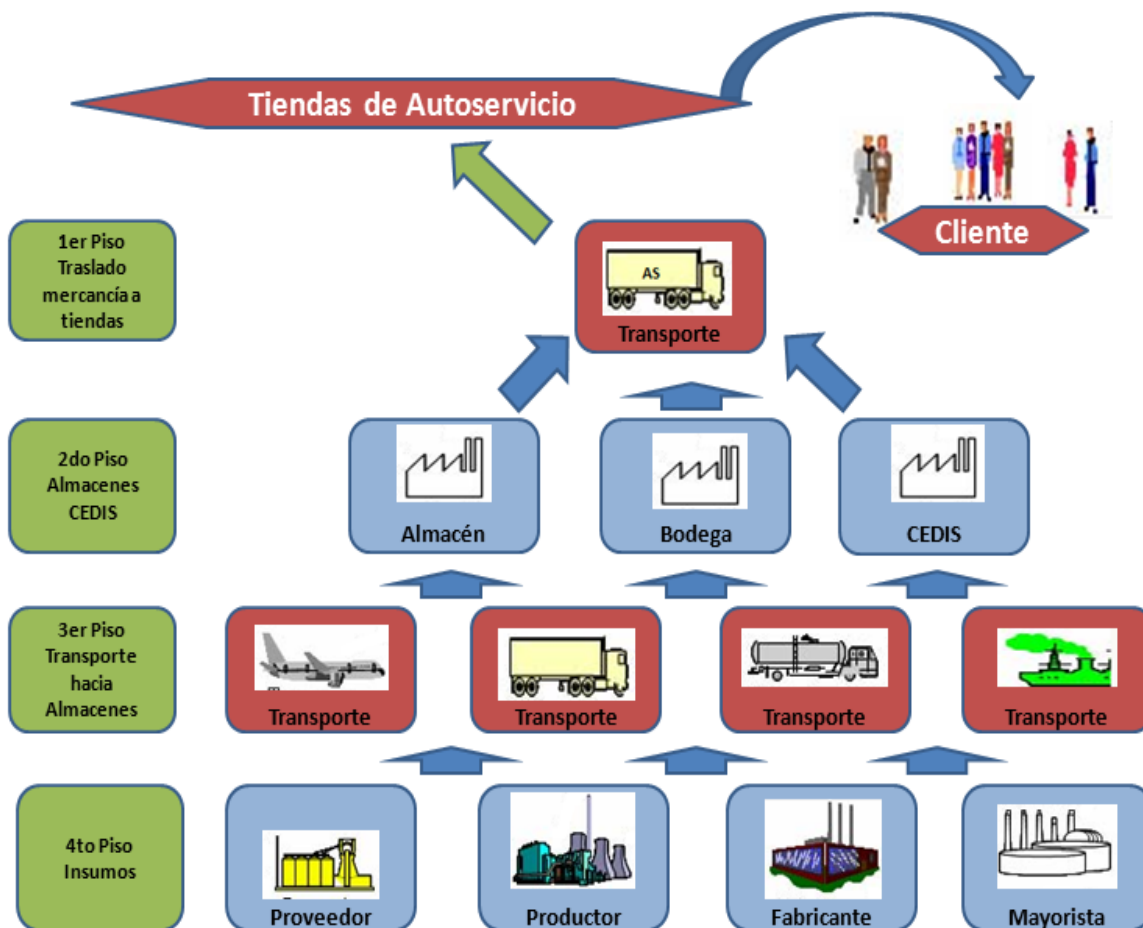 Tiendas de Autoservicio
Cliente
1er Piso
Traslado
mercancía a
tiendas
AS
Transporte
2do Piso
Almacenes
CEDIS
Almacén
Bodega
CEDIS
3er Piso
Transporte
hacia
Almacenes
Transporte
Transporte
Transporte
Transporte
4to Piso
Insumos
Proveedor
Productor
Fabricante
Mayorista